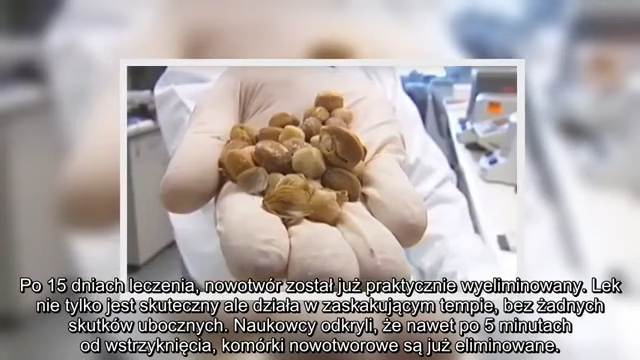 Po 15 dniach leczenia, nowotwór został już praktycznie wyeliminowany. Lek
nie tylko jest skuteczny ale działa w zaskakującym tempie, bez żadnych
skutków ubocznych. Naukowcy odkryli, że nawet po 5 minutach
od wstrzyknięcia, komórki nowotworowe są już eliminowane.